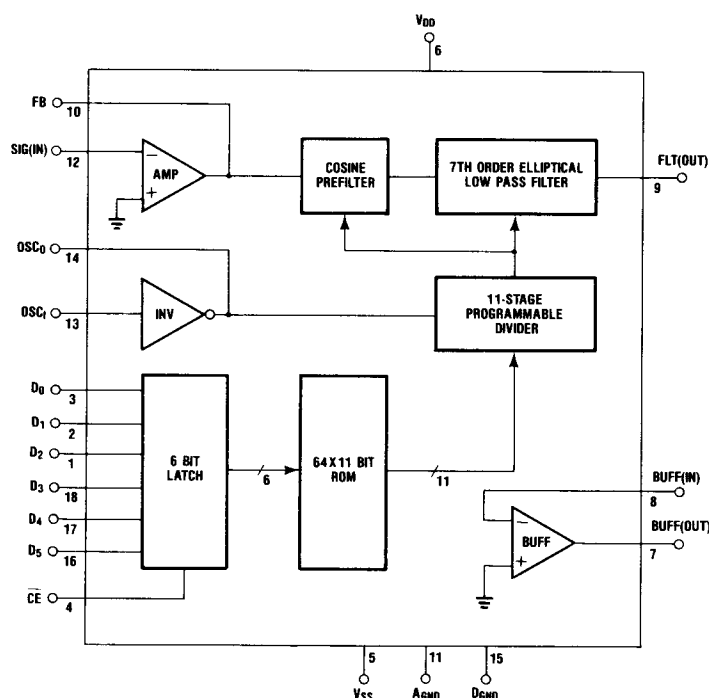 VDD
6
FB
10
SIG(IN)
12
−
AMP
+
COSINE
PREFILTER
7TH ORDER ELLIPTICAL
LOW PASS FILTER
FLT(OUT)
9
OSCO
14
OSCI
13
INV
11-STAGE
PROGRAMMABLE
DIVIDER
D0
3
D1
2
D2
1
D3
18
D4
17
D5
16
CE
4
6 BIT
LATCH
6
64X11 BIT
ROM
11
BUFF(IN)
8
−
BUFF
+
BUFF(OUT)
7
5
VSS
11
AGND
15
DGND